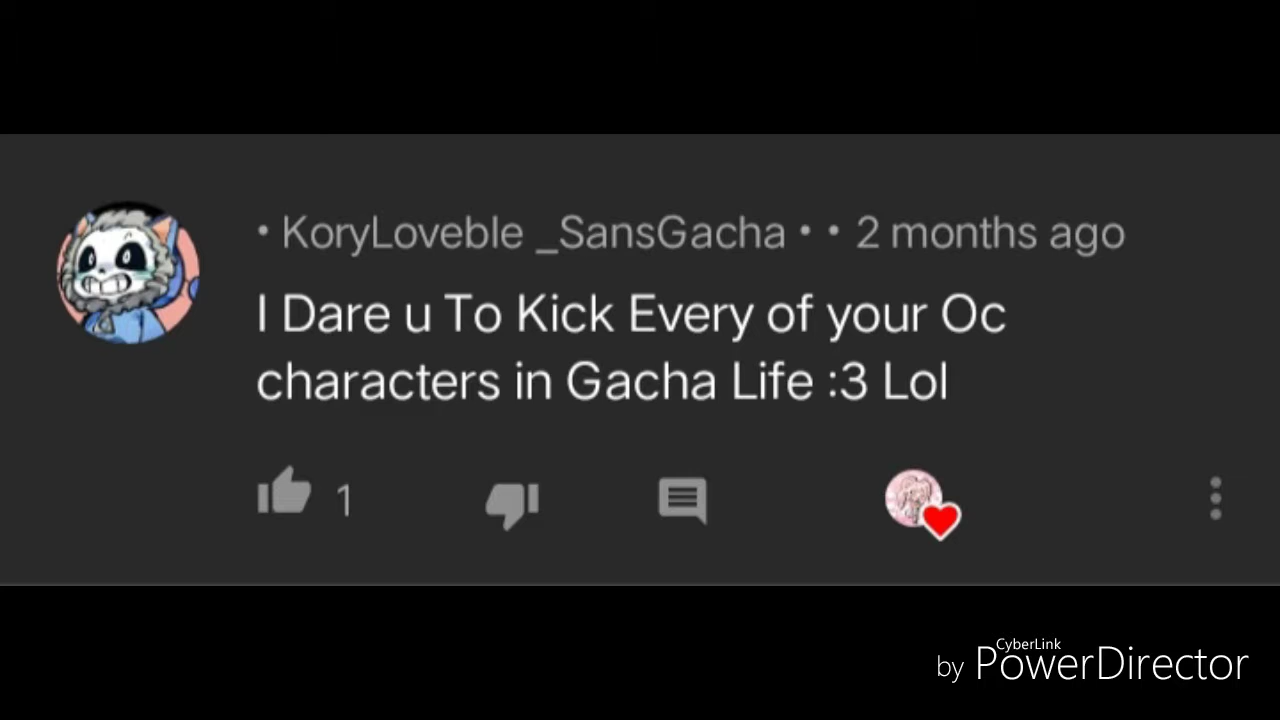 • KoryLoveble _SansGacha • • 2 months ago
I Dare u To Kick Every of your Oc
characters in Gacha Life :3 Lol
1
CyberLink
by PowerDirector